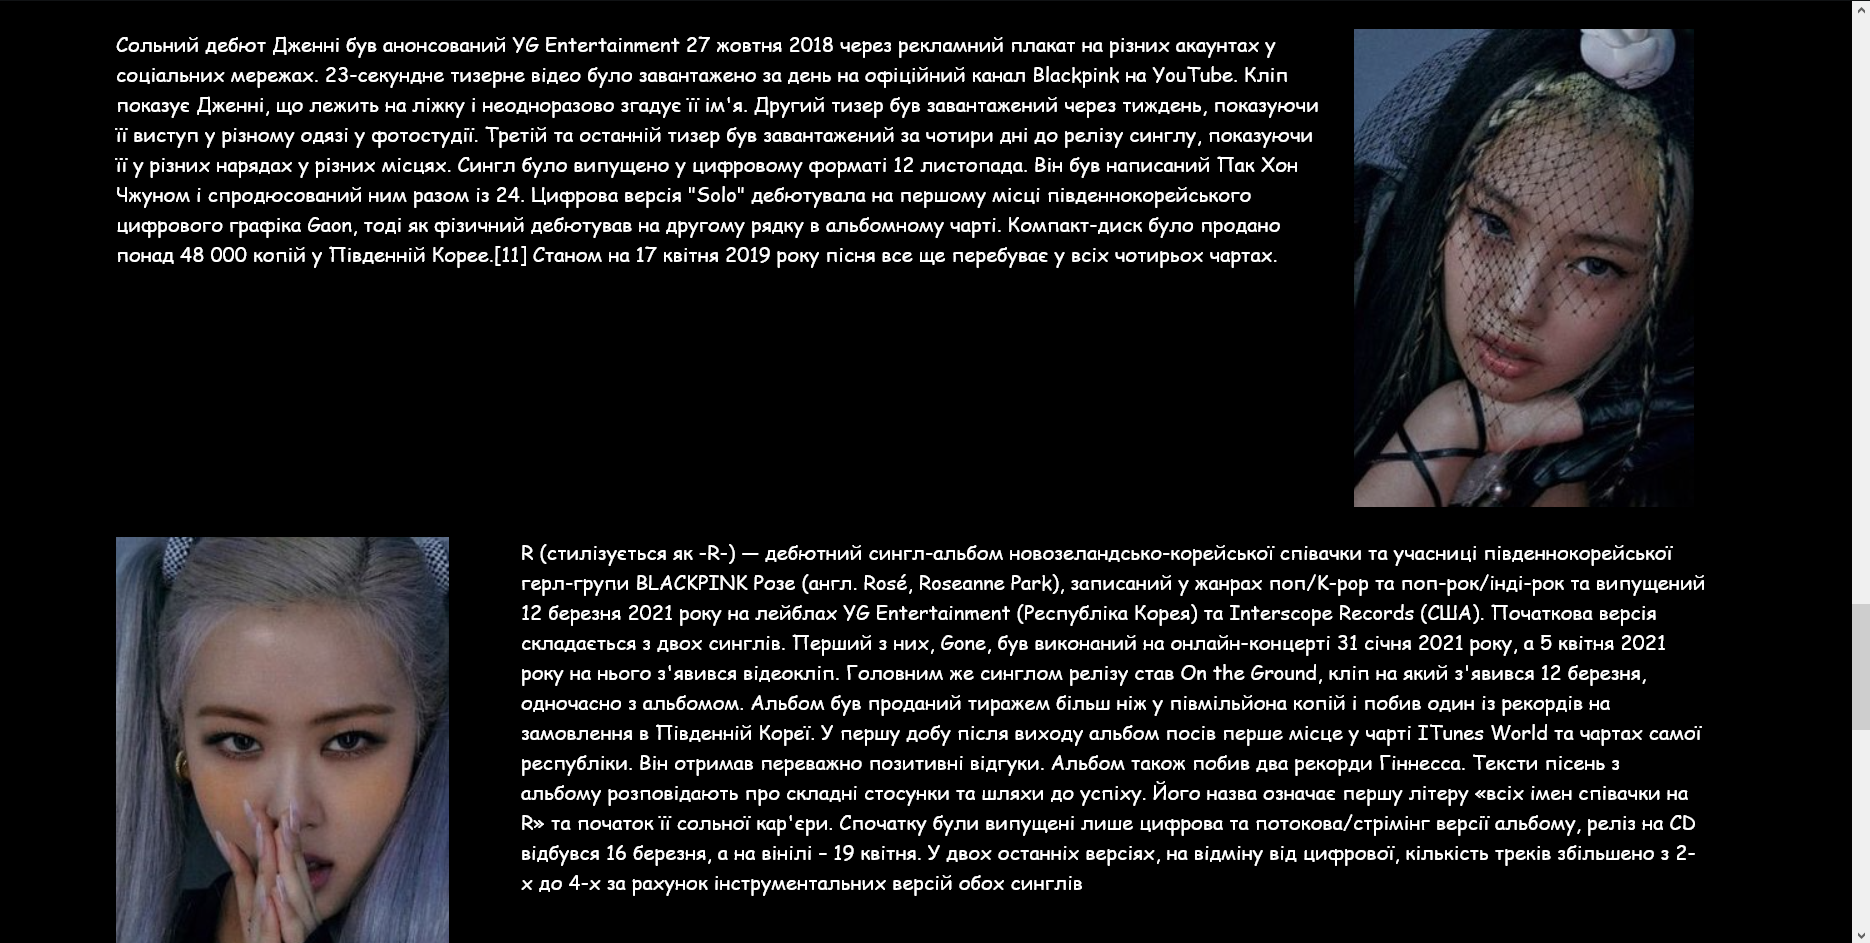 Сольний дебют Дженні був анонсований YG Entertainment 27 жовтня 2018 через рекламний плакат на різних акаунтах у
соціальних мережах. 23-секундне тизерне відео було завантажено за день на офіційний канал Blackpink на YouTube. Кліп
показує Дженні, що лежить на ліжку і неодноразово згадує її ім'я. Другий тизер був завантажений через тиждень, показуючи
її виступ у різному одязі у фотостудії. Третій та останній тизер був завантажений за чотири дні до релізу синглу, показуючи
її у різних нарядах у різних місцях. Сингл було випущено у цифровому форматі 12 листопада. Він був написаний Пак Хон
Чжуном і спродюсований ним разом із 24. Цифрова версія "Solo" дебютувала на першому місці південнокорейського
цифрового графіка Gaon, тоді як фізичний дебютував на другому рядку в альбомному чарті. Компакт-диск було продано
понад 48 000 копій у Південній Корее.[11] Станом на 17 квітня 2019 року пісня все ще перебуває у всіх чотирьох чартах.
R (стилізується як -R-) — дебютний сингл-альбом новозеландсько-корейської співачки та учасниці південнокорейської
герл-групи BLACKPINK Розе (англ. Rosé, Roseanne Park), записаний у жанрах поп/K-pop та поп-рок/інді-рок та випущений
12 березня 2021 року на лейблах YG Entertainment (Республіка Корея) та Interscope Records (США). Початкова версія
складається з двох синглів. Перший з них, Gone, був виконаний на онлайн-концерті 31 січня 2021 року, а 5 квітня 2021
року на нього з'явився відеокліп. Головним же синглом релізу став On the Ground, кліп на який з'явився 12 березня,
одночасно з альбомом. Альбом був проданий тиражем більш ніж у півмільйона копій і побив один із рекордів на
замовлення в Південній Кореї. У першу добу після виходу альбом посів перше місце у чарті ITunes World та чартах самої
республіки. Він отримав переважно позитивні відгуки. Альбом також побив два рекорди Гіннесса. Тексти пісень з
альбому розповідають про складні стосунки та шляхи до успіху. Його назва означає першу літеру «всіх імен співачки на
R» та початок її сольної кар'єри. Спочатку були випущені лише цифрова та потокова/стрімінг версії альбому, реліз на CD
відбувся 16 березня, а на вінілі – 19 квітня. У двох останніх версіях, на відміну від цифрової, кількість треків збільшено з 2-
х до 4-х за рахунок інструментальних версій обох синглів